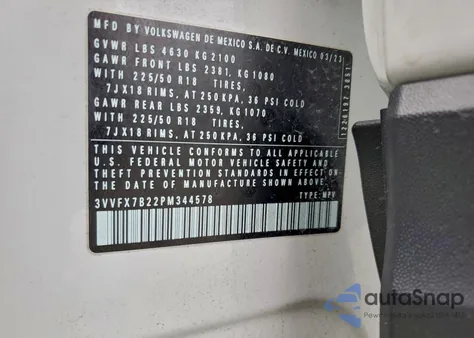 MFD BY VOLKSWAGEN DE MEXICO S.A. DE C.V. MEXICO 03/23
GVWR LBS 4630 KG 2100
GAWR FRONT LBS 2381, KG 1080
WITH 225/50 R18 TIRES,
7JX18 RIMS, AT 250 KPA, 36 PSI COLD
GAWR REAR LBS 2359, KG 1070
WITH 225/50 R18 TIRES,
7JX18 RIMS, AT 250 KPA, 36 PSI COLD
THIS VEHICLE CONFORMS TO ALL APPLICABLE
U.S. FEDERAL MOTOR VEHICLE SAFETY AND
THEFT PREVENTION STANDARDS IN EFFECT ON
THE DATE OF MANUFACTURE SHOWN ABOVE.
3VVFX7B22PM344578 TYPE: MPV
autoSnap